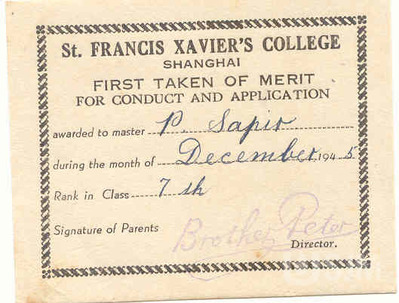 St. FRANCIS XAVIER'S COLLEGE
SHANGHAI
FIRST TAKEN OF MERIT
FOR CONDUCT AND APPLICATION
awarded to master P. Sapir
during the month of December 1945
Rank in Class 7th
Signature of Parents Brother Peter
Director.